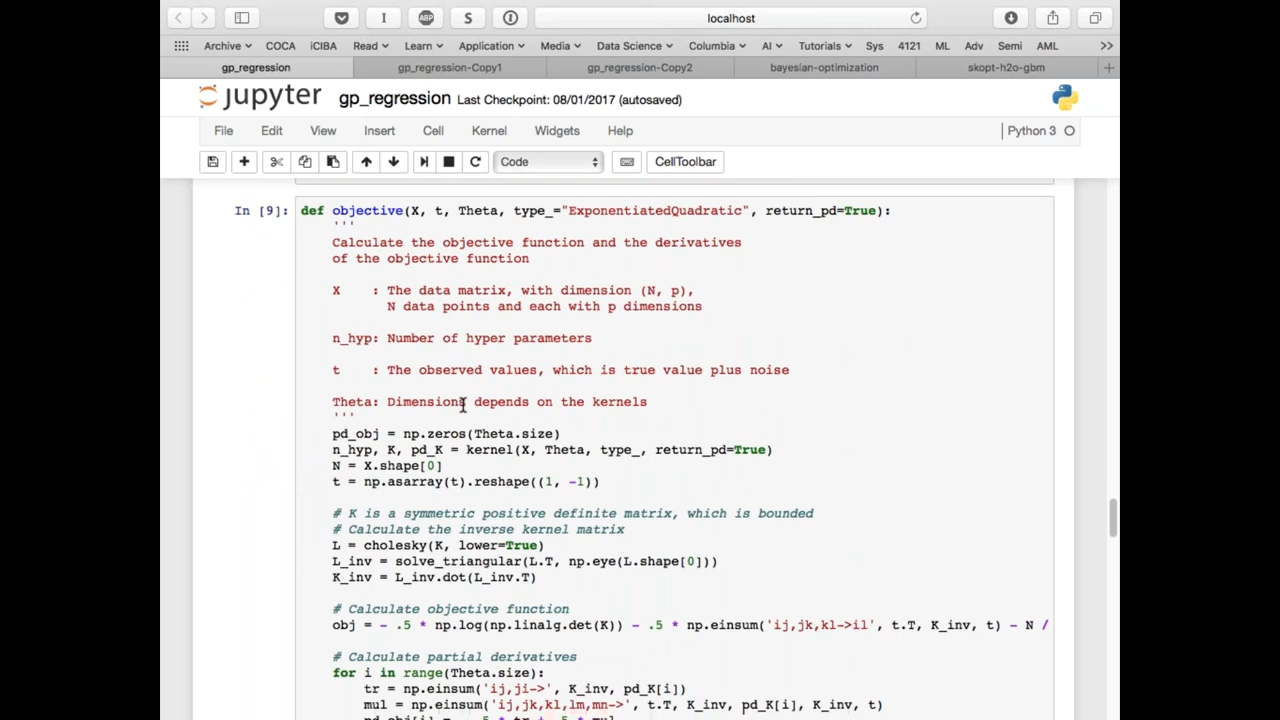 localhost
Archive COCA iCIBA Read Learn Application Media Data Science Columbia AI Tutorials Sys 4121 ML Adv Semi AML >>
gp_regression gp_regression-Copy1 gp_regression-Copy2 bayesian-optimization skopt-h2o-gbm +
jupyter gp_regression Last Checkpoint: 08/01/2017 (autosaved)
File Edit View Insert Cell Kernel Widgets Help Python 3
Code CellToolbar
In [9]: def objective(X, t, Theta, type_="ExponentiatedQuadratic", return_pd=True):
'''
Calculate the objective function and the derivatives
of the objective function
X : The data matrix, with dimension (N, p),
N data points and each with p dimensions
n_hyp: Number of hyper parameters
t : The observed values, which is true value plus noise
Theta: Dimensions depends on the kernels
'''
pd_obj = np.zeros(Theta.size)
n_hyp, K, pd_K = kernel(X, Theta, type_, return_pd=True)
N = X.shape[0]
t = np.asarray(t).reshape((1, -1))
# K is a symmetric positive definite matrix, which is bounded
# Calculate the inverse kernel matrix
L = cholesky(K, lower=True)
L_inv = solve_triangular(L.T, np.eye(L.shape[0]))
K_inv = L_inv.dot(L_inv.T)
# Calculate objective function
obj = - .5 * np.log(np.linalg.det(K)) - .5 * np.einsum('ij,jk,kl->il', t.T, K_inv, t) - N /
# Calculate partial derivatives
for i in range(Theta.size):
tr = np.einsum('ij,ji->', K_inv, pd_K[i])
mul = np.einsum('ij,jk,kl,lm,mn->', t.T, K_inv, pd_K[i], K_inv, t)